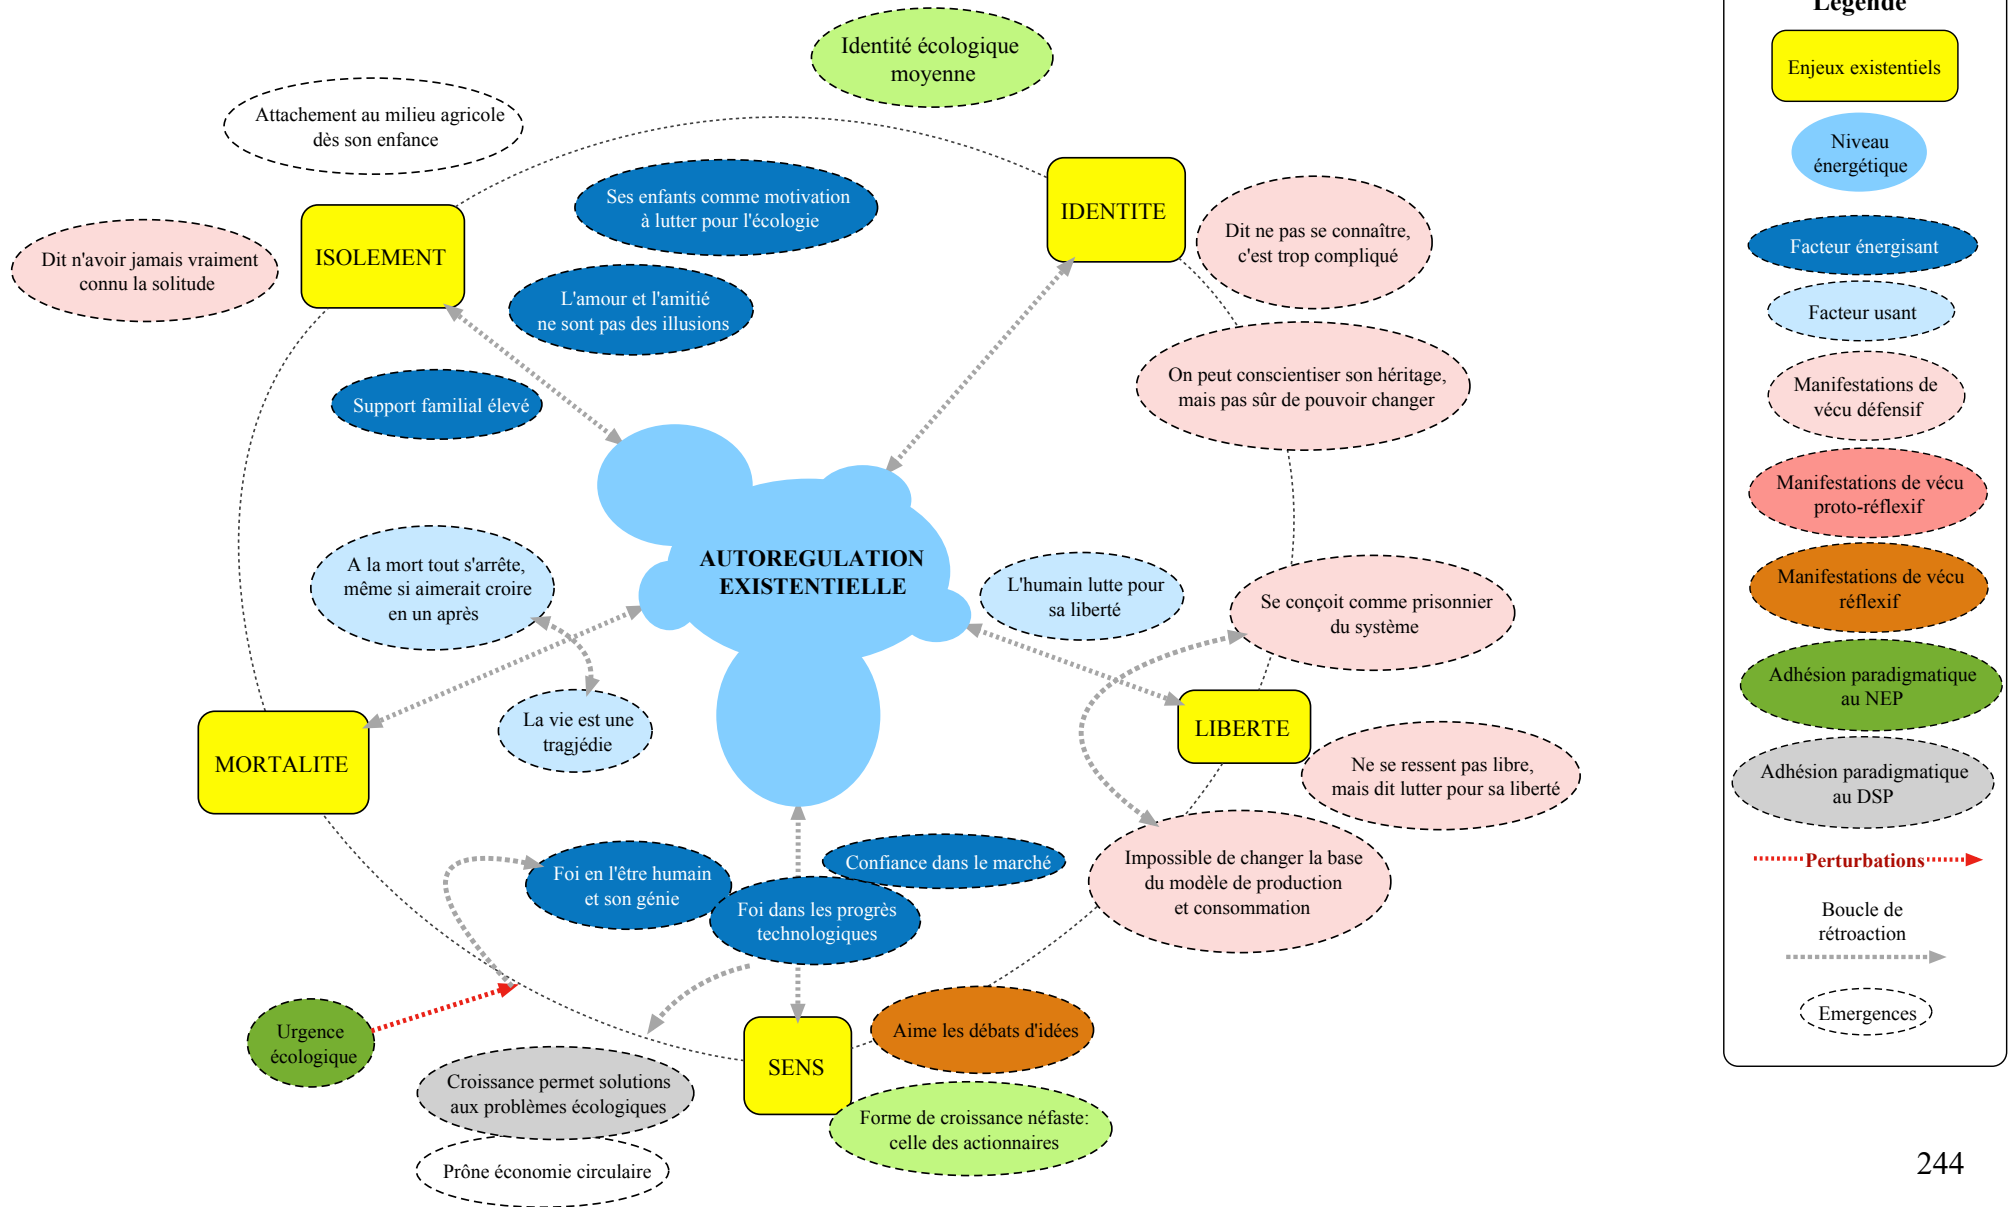 Légende
Enjeux existentiels
Niveau
énergétique
Facteur énergisant
Facteur usant
Manifestations de
vécu défensif
Manifestations de vécu
proto-réflexif
Manifestations de vécu
réflexif
Adhésion paradigmatique
au NEP
Adhésion paradigmatique
au DSP
Perturbations
Boucle de
rétroaction
Emergences
Identité écologique
moyenne
Attachement au milieu agricole
dès son enfance
Ses enfants comme motivation
à lutter pour l'écologie
IDENTITE
Dit ne pas se connaître,
c'est trop compliqué
ISOLEMENT
Dit n'avoir jamais vraiment
connu la solitude
L'amour et l'amitié
ne sont pas des illusions
On peut conscientiser son héritage,
mais pas sûr de pouvoir changer
Support familial élevé
AUTOREGULATION
EXISTENTIELLE
A la mort tout s'arrête,
même si aimerait croire
en un après
L'humain lutte pour
sa liberté
Se conçoit comme prisonnier
du système
La vie est une
tragjédie
LIBERTE
MORTALITE
Ne se ressent pas libre,
mais dit lutter pour sa liberté
Impossible de changer la base
du modèle de production
et consommation
Confiance dans le marché
Foi en l'être humain
et son génie
Foi dans les progrès
technologiques
Urgence
écologique
Aime les débats d'idées
SENS
Croissance permet solutions
aux problèmes écologiques
Forme de croissance néfaste:
celle des actionnaires
Prône économie circulaire
244